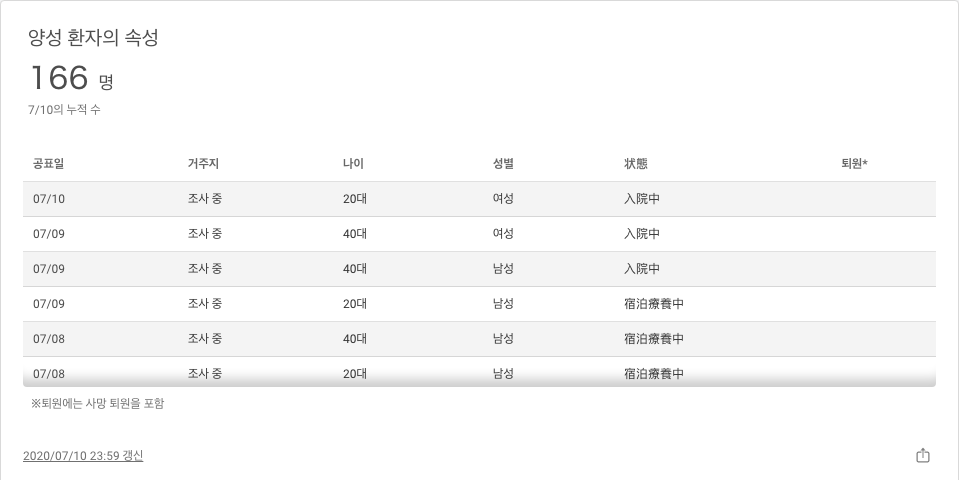 양성 환자의 속성
166 명
7/10의 누적 수
공표일 거주지 나이 성별 状態 퇴원*
07/10 조사 중 20대 여성 入院中
07/09 조사 중 40대 여성 入院中
07/09 조사 중 40대 남성 入院中
07/09 조사 중 20대 남성 宿泊療養中
07/08 조사 중 40대 남성 宿泊療養中
07/08 조사 중 20대 남성 宿泊療養中
※퇴원에는 사망 퇴원을 포함
2020/07/10 23:59 갱신